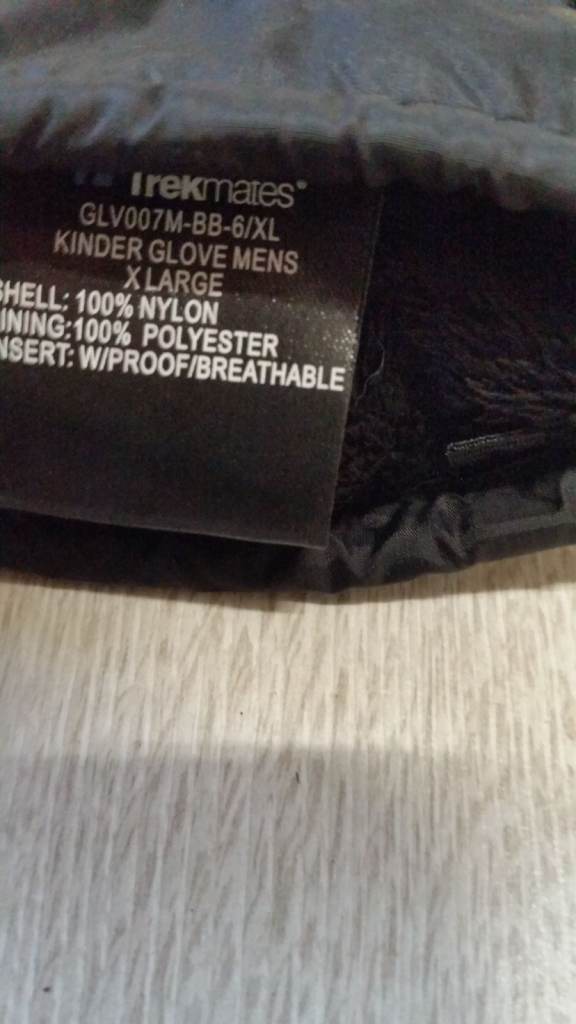 Trekmates®
GLV007M-BB-6/XL
KINDER GLOVE MENS
X LARGE
SHELL: 100% NYLON
INING:100% POLYESTER
NSERT: W/PROOF/BREATHABLE